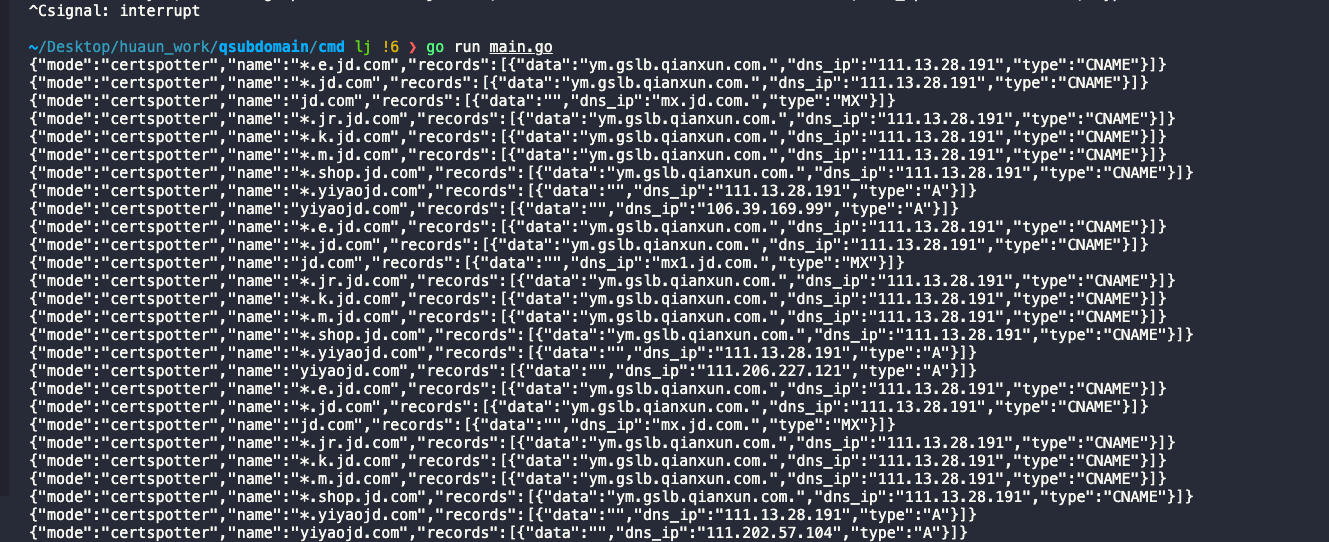 ^Csignal: interrupt
~/Desktop/huaun_work/qsubdomain/cmd lj !6 ❯ go run main.go
{"mode":"certspotter","name":"*.e.jd.com","records":[{"data":"ym.gslb.qianxun.com.","dns_ip":"111.13.28.191","type":"CNAME"}]}
{"mode":"certspotter","name":"*.jd.com","records":[{"data":"ym.gslb.qianxun.com.","dns_ip":"111.13.28.191","type":"CNAME"}]}
{"mode":"certspotter","name":"jd.com","records":[{"data":"","dns_ip":"mx.jd.com.","type":"MX"}]}
{"mode":"certspotter","name":"*.jr.jd.com","records":[{"data":"ym.gslb.qianxun.com.","dns_ip":"111.13.28.191","type":"CNAME"}]}
{"mode":"certspotter","name":"*.k.jd.com","records":[{"data":"ym.gslb.qianxun.com.","dns_ip":"111.13.28.191","type":"CNAME"}]}
{"mode":"certspotter","name":"*.m.jd.com","records":[{"data":"ym.gslb.qianxun.com.","dns_ip":"111.13.28.191","type":"CNAME"}]}
{"mode":"certspotter","name":"*.shop.jd.com","records":[{"data":"ym.gslb.qianxun.com.","dns_ip":"111.13.28.191","type":"CNAME"}]}
{"mode":"certspotter","name":"*.yiyaojd.com","records":[{"data":"","dns_ip":"111.13.28.191","type":"A"}]}
{"mode":"certspotter","name":"yiyaojd.com","records":[{"data":"","dns_ip":"106.39.169.99","type":"A"}]}
{"mode":"certspotter","name":"*.e.jd.com","records":[{"data":"ym.gslb.qianxun.com.","dns_ip":"111.13.28.191","type":"CNAME"}]}
{"mode":"certspotter","name":"*.jd.com","records":[{"data":"ym.gslb.qianxun.com.","dns_ip":"111.13.28.191","type":"CNAME"}]}
{"mode":"certspotter","name":"jd.com","records":[{"data":"","dns_ip":"mx1.jd.com.","type":"MX"}]}
{"mode":"certspotter","name":"*.jr.jd.com","records":[{"data":"ym.gslb.qianxun.com.","dns_ip":"111.13.28.191","type":"CNAME"}]}
{"mode":"certspotter","name":"*.k.jd.com","records":[{"data":"ym.gslb.qianxun.com.","dns_ip":"111.13.28.191","type":"CNAME"}]}
{"mode":"certspotter","name":"*.m.jd.com","records":[{"data":"ym.gslb.qianxun.com.","dns_ip":"111.13.28.191","type":"CNAME"}]}
{"mode":"certspotter","name":"*.shop.jd.com","records":[{"data":"ym.gslb.qianxun.com.","dns_ip":"111.13.28.191","type":"CNAME"}]}
{"mode":"certspotter","name":"*.yiyaojd.com","records":[{"data":"","dns_ip":"111.13.28.191","type":"A"}]}
{"mode":"certspotter","name":"yiyaojd.com","records":[{"data":"","dns_ip":"111.206.227.121","type":"A"}]}
{"mode":"certspotter","name":"*.e.jd.com","records":[{"data":"ym.gslb.qianxun.com.","dns_ip":"111.13.28.191","type":"CNAME"}]}
{"mode":"certspotter","name":"*.jd.com","records":[{"data":"ym.gslb.qianxun.com.","dns_ip":"111.13.28.191","type":"CNAME"}]}
{"mode":"certspotter","name":"jd.com","records":[{"data":"","dns_ip":"mx.jd.com.","type":"MX"}]}
{"mode":"certspotter","name":"*.jr.jd.com","records":[{"data":"ym.gslb.qianxun.com.","dns_ip":"111.13.28.191","type":"CNAME"}]}
{"mode":"certspotter","name":"*.k.jd.com","records":[{"data":"ym.gslb.qianxun.com.","dns_ip":"111.13.28.191","type":"CNAME"}]}
{"mode":"certspotter","name":"*.m.jd.com","records":[{"data":"ym.gslb.qianxun.com.","dns_ip":"111.13.28.191","type":"CNAME"}]}
{"mode":"certspotter","name":"*.shop.jd.com","records":[{"data":"ym.gslb.qianxun.com.","dns_ip":"111.13.28.191","type":"CNAME"}]}
{"mode":"certspotter","name":"*.yiyaojd.com","records":[{"data":"","dns_ip":"111.13.28.191","type":"A"}]}
{"mode":"certspotter","name":"yiyaojd.com","records":[{"data":"","dns_ip":"111.202.57.104","type":"A"}]}